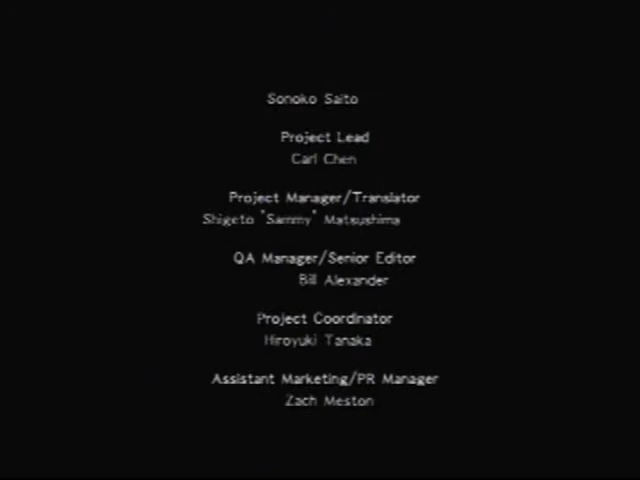 Sonoko Saito
Project Lead
Carl Chen
Project Manager/Translator
Shigeto "Sammy" Matsushima
QA Manager/Senior Editor
Bill Alexander
Project Coordinator
Hiroyuki Tanaka
Assistant Marketing/PR Manager
Zach Meston